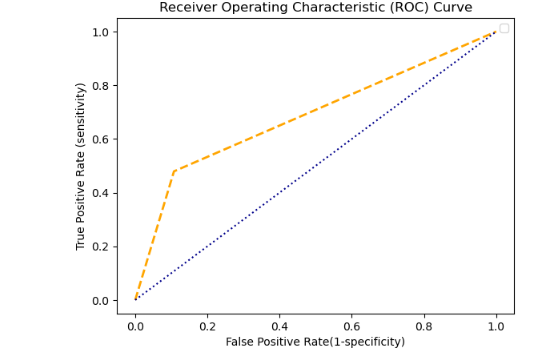 Receiver Operating Characteristic (ROC) Curve
1.0
0.8
0.6
0.4
0.2
0.0
True Positive Rate (sensitivity)
0.0 0.2 0.4 0.6 0.8 1.0
False Positive Rate(1-specificity)